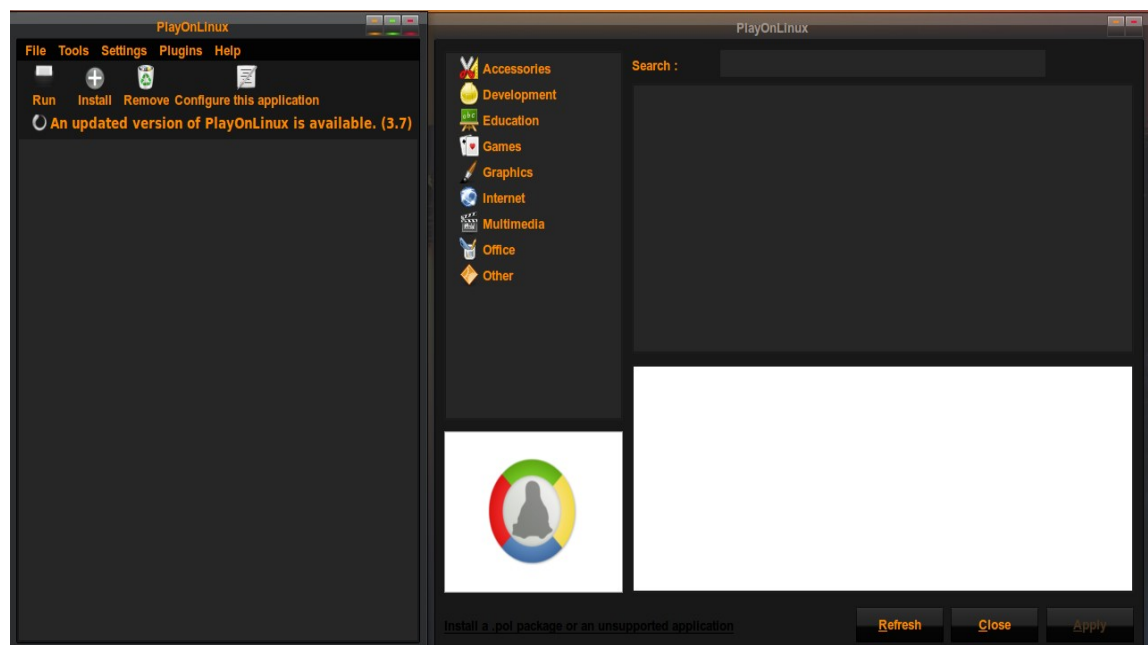 PlayOnLinux
File Tools Settings Plugins Help
Run Install Remove Configure this application
An updated version of PlayOnLinux is available. (3.7)
PlayOnLinux
Accessories
Development
Education
Games
Graphics
Internet
Multimedia
Office
Other
Search :
Install a .pol package or an unsupported application
Refresh Close Apply